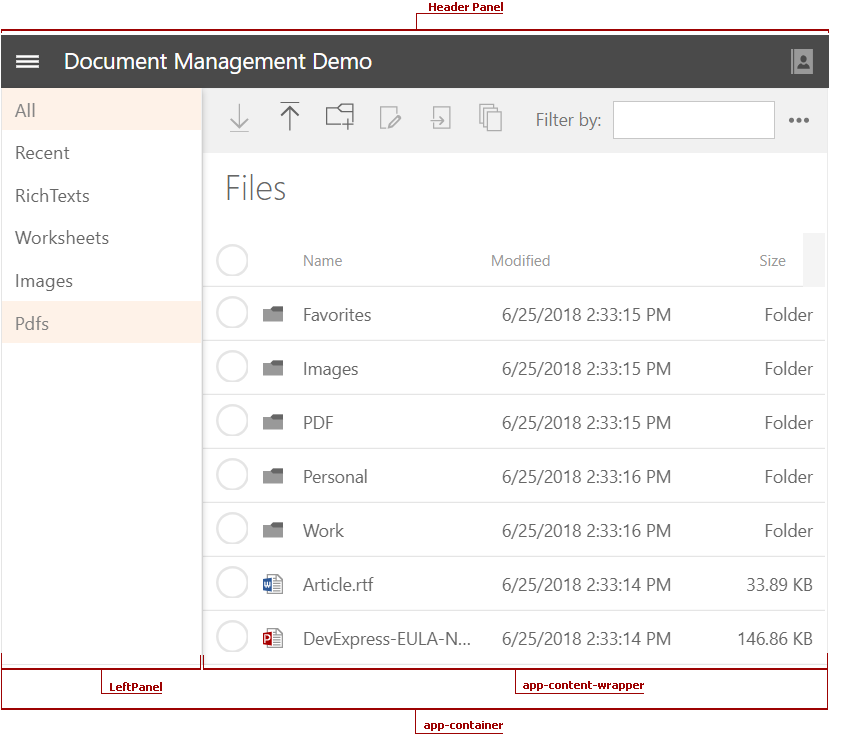 Header Panel
Document Management Demo
All
Recent
RichTexts
Worksheets
Images
Pdfs
Filter by:
Files
Name Modified Size
Favorites 6/25/2018 2:33:15 PM Folder
Images 6/25/2018 2:33:15 PM Folder
PDF 6/25/2018 2:33:15 PM Folder
Personal 6/25/2018 2:33:16 PM Folder
Work 6/25/2018 2:33:16 PM Folder
Article.rtf 6/25/2018 2:33:14 PM 33.89 KB
DevExpress-EULA-N... 6/25/2018 2:33:14 PM 146.86 KB
LeftPanel
app-content-wrapper
app-container